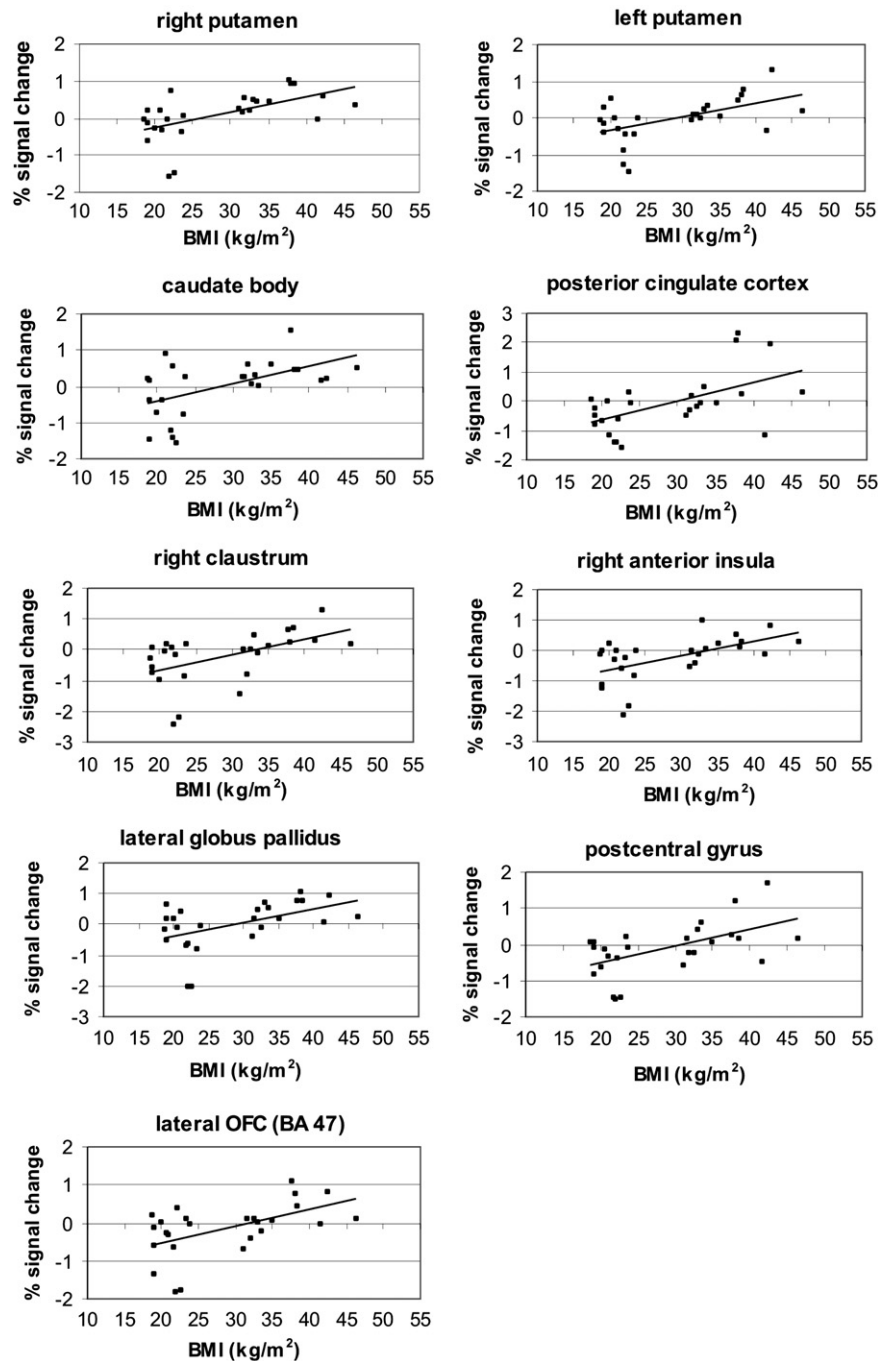 right putamen
2
1
0
-1
-2
% signal change
10 15 20 25 30 35 40 45 50 55
BMI (kg/m²)
left putamen
2
1
0
-1
-2
% signal change
10 15 20 25 30 35 40 45 50 55
BMI (kg/m²)
caudate body
2
1
0
-1
-2
% signal change
10 15 20 25 30 35 40 45 50 55
BMI (kg/m²)
posterior cingulate cortex
3
2
1
0
-1
-2
% signal change
10 15 20 25 30 35 40 45 50 55
BMI (kg/m²)
right claustrum
2
1
0
-1
-2
-3
% signal change
10 15 20 25 30 35 40 45 50 55
BMI (kg/m²)
right anterior insula
2
1
0
-1
-2
-3
% signal change
10 15 20 25 30 35 40 45 50 55
BMI (kg/m²)
lateral globus pallidus
2
1
0
-1
-2
-3
% signal change
10 15 20 25 30 35 40 45 50 55
BMI (kg/m²)
postcentral gyrus
2
1
0
-1
-2
% signal change
10 15 20 25 30 35 40 45 50 55
BMI (kg/m²)
lateral OFC (BA 47)
2
1
0
-1
-2
% signal change
10 15 20 25 30 35 40 45 50 55
BMI (kg/m²)